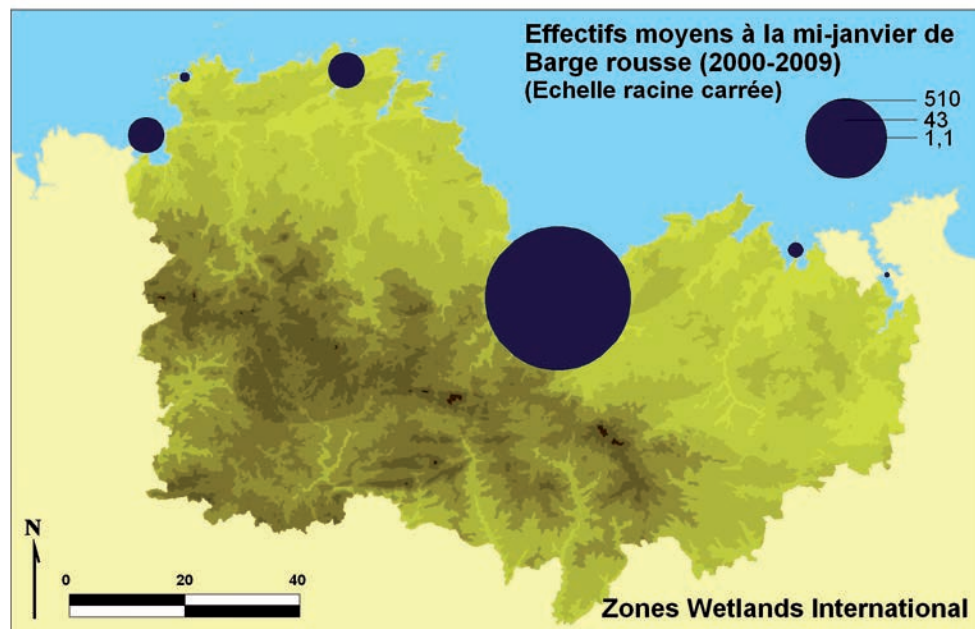 Effectifs moyens à la mi-janvier de
Barge rousse (2000-2009)
(Echelle racine carrée)
510
43
1,1
N
0 20 40
Zones Wetlands International